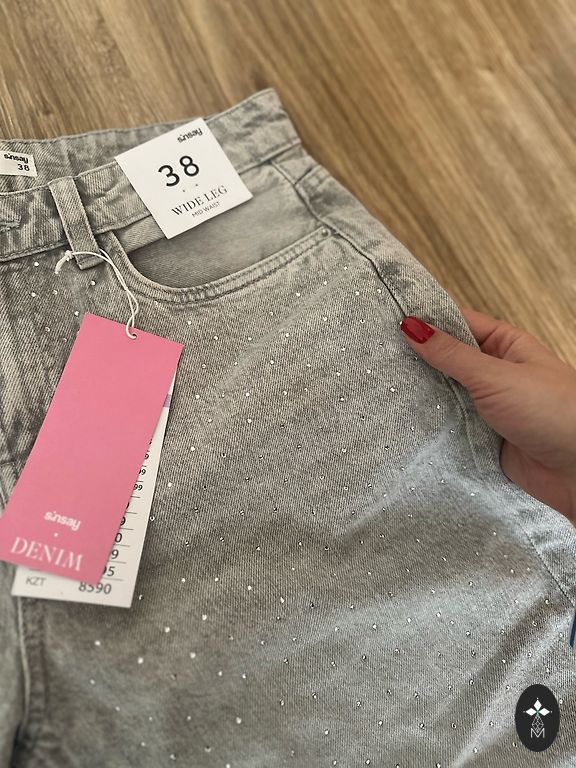 sinsay
38
sinsay
38
WIDE LEG
MID WAIST
sinsay
DENIM
KZT 8590